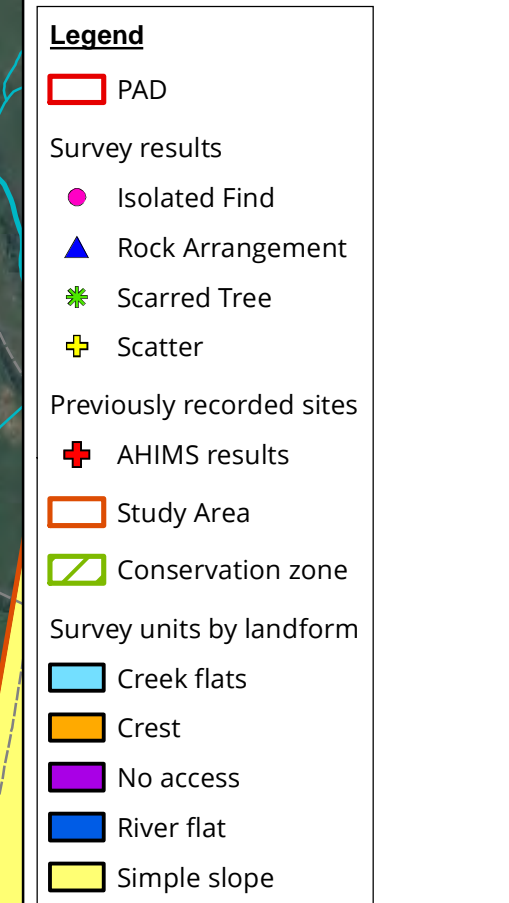 Legend
PAD
Survey results
Isolated Find
Rock Arrangement
Scarred Tree
Scatter
Previously recorded sites
AHIMS results
Study Area
Conservation zone
Survey units by landform
Creek flats
Crest
No access
River flat
Simple slope